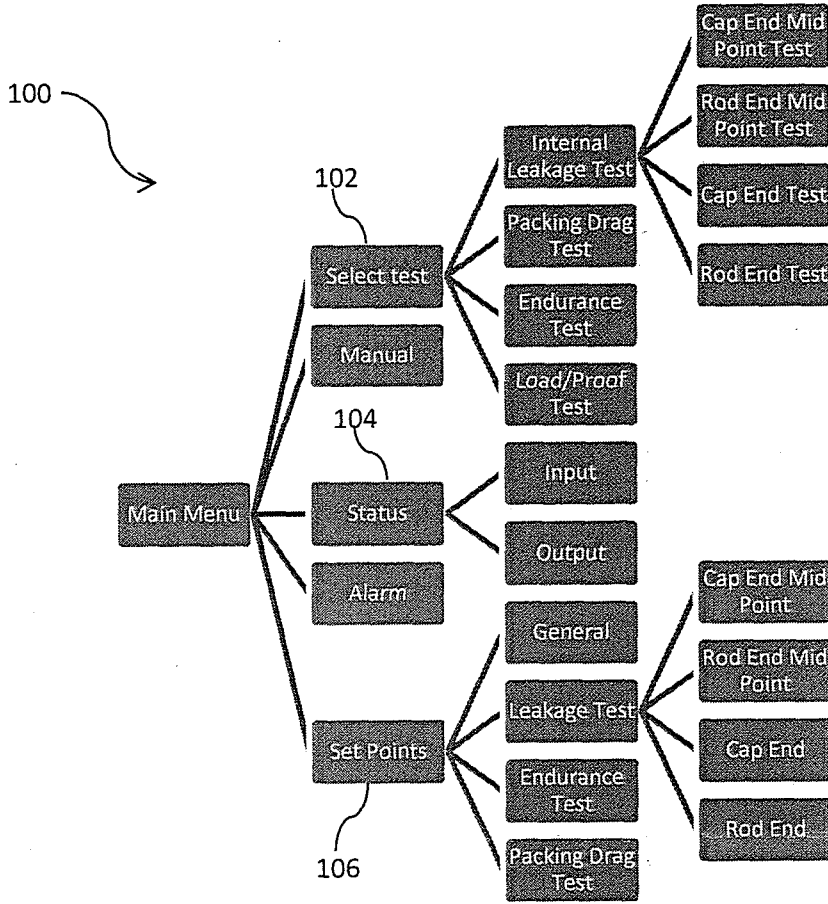 Cap End Mid
Point Test
100
Rod End Mid
Point Test
Internal
Leakage Test
102
Cap End Test
Packing Drag
Test
Select test
Rod End Test
Endurance
Test
Manual
Load/Proof
Test
104
Input
Main Menu
Status
Output
Alarm
Cap End Mid
Point
General
Rod End Mid
Point
Leakage Test
Set Points
Cap End
Endurance
Test
Rod End
106
Packing Drag
Test